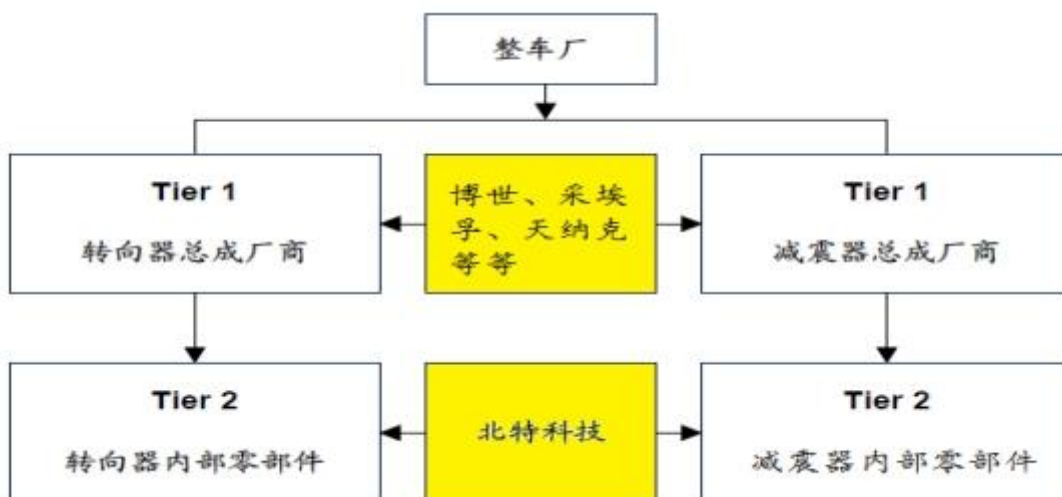 整车厂
Tier 1
转向器总成厂商
博世、采埃
孚、天纳克
等等
Tier 1
减震器总成厂商
Tier 2
转向器内部零部件
北特科技
Tier 2
减震器内部零部件